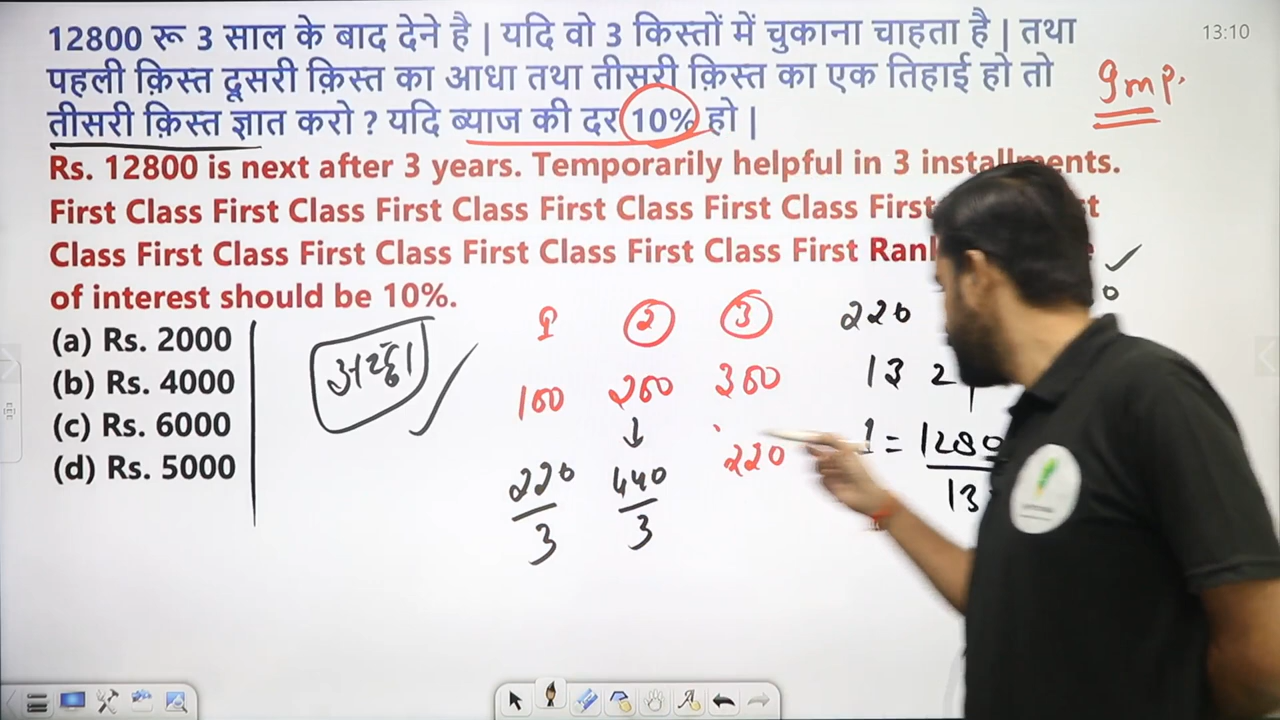 12800 रू 3 साल के बाद देने है | यदि वो 3 किस्तों में चुकाना चाहता है | तथा
पहली क़िस्त दूसरी क़िस्त का आधा तथा तीसरी क़िस्त का एक तिहाई हो तो
तीसरी क़िस्त ज्ञात करो ? यदि ब्याज की दर 10% हो |
13:10
Imp.
Rs. 12800 is next after 3 years. Temporarily helpful in 3 installments.
First Class First Class First Class First Class First Class First
Class First Class First Class First Class First Class First
of interest should be 10%.
(a) Rs. 2000
(b) Rs. 4000
(c) Rs. 6000
(d) Rs. 5000
1 2 3
100 200 300
220/3 440/3 220
220
13 2
1 = 1280
13